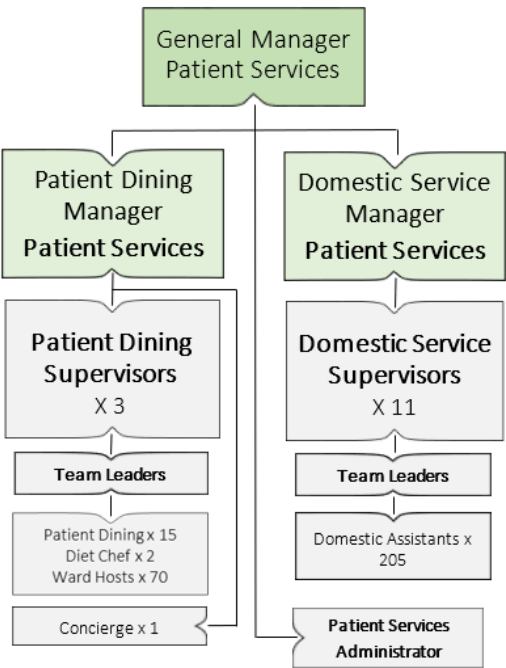 General Manager
Patient Services
Patient Dining
Manager
Patient Services
Domestic Service
Manager
Patient Services
Patient Dining
Supervisors
X 3
Domestic Service
Supervisors
X 11
Team Leaders
Team Leaders
Patient Dining x 15
Diet Chef x 2
Ward Hosts x 70
Domestic Assistants x
205
Concierge x 1
Patient Services
Administrator